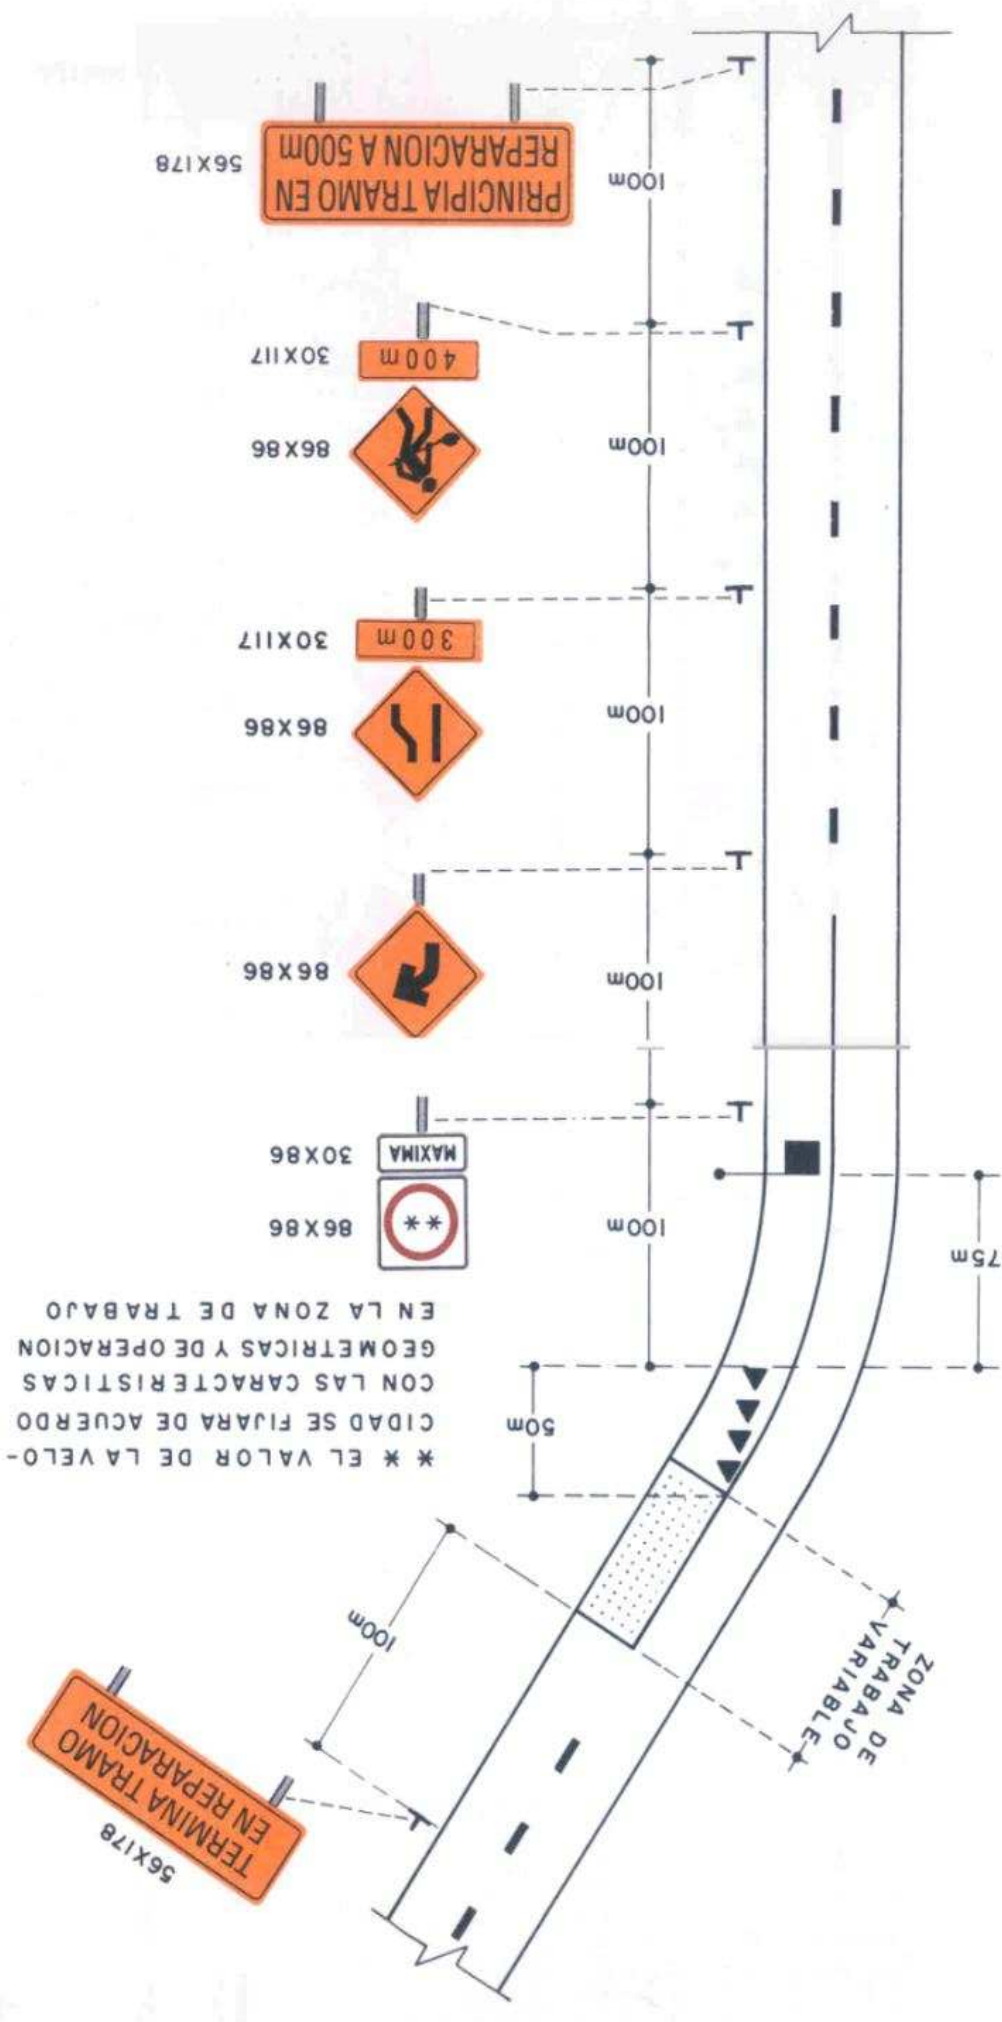 56X178
TERMINA TRAMO
EN REPARACION
100m
ZONA DE
TRABAJO
VARIABLE
50m
* * EL VALOR DE LA VELO-
CIDAD SE FIJARA DE ACUERDO
CON LAS CARACTERISTICAS
GEOMETRICAS Y DE OPERACION
EN LA ZONA DE TRABAJO
75m
100m
* *
86X86
MAXIMA
30X86
100m
86X86
100m
86X86
300m
30X117
100m
86X86
400m
30X117
100m
PRINCIPIA TRAMO EN
REPARACION A 500m
56X178